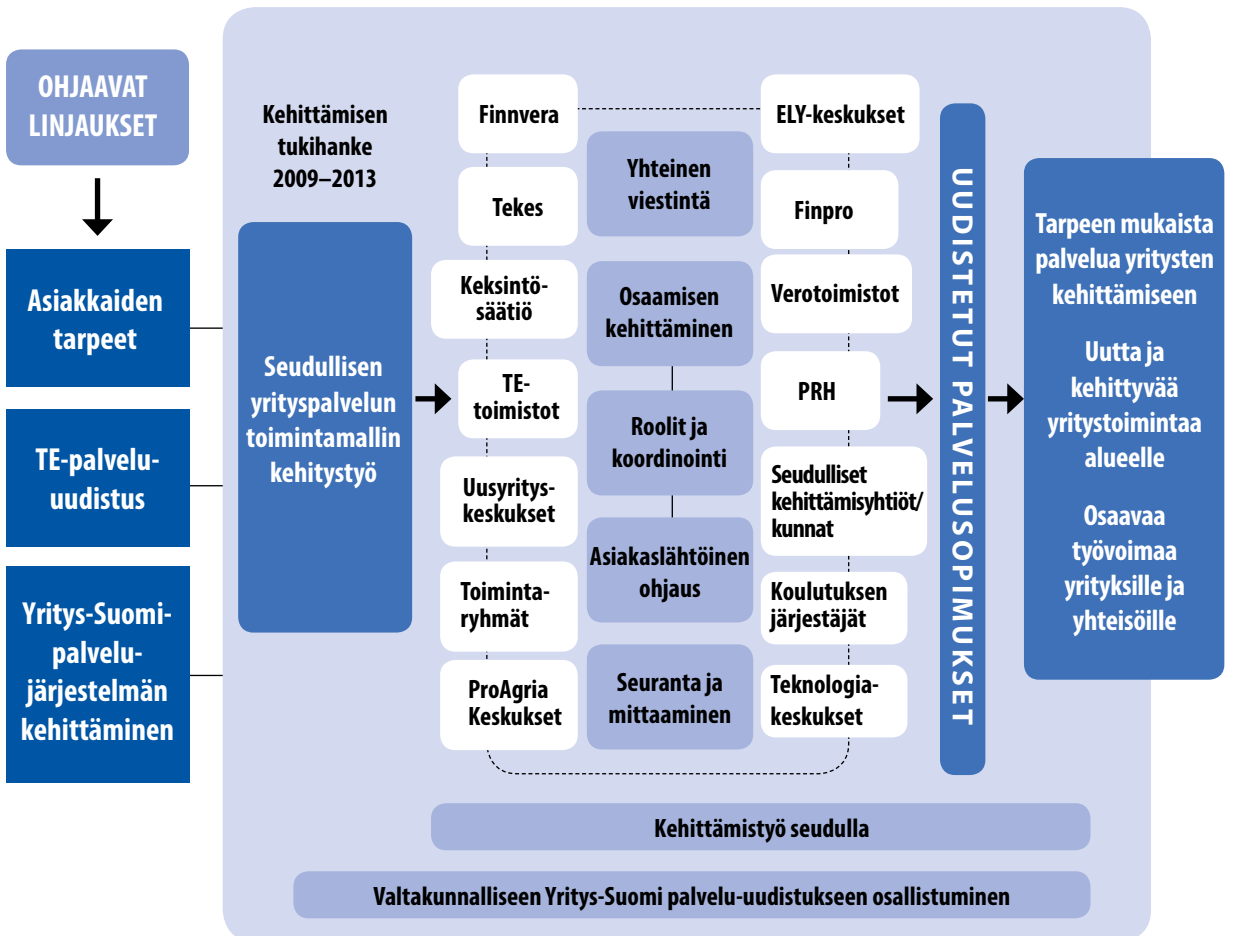 OHJAAVAT
LINJAUKSET
Asiakkaiden
tarpeet
TE-palvelu-
uudistus
Yritys-Suomi-
palvelu-
järjestelmän
kehittäminen
Kehittämisen
tukihanke
2009–2013
Seudullisen
yrityspalvelun
toimintamallin
kehitystyö
Finnvera
Tekes
Keksintö-
säätiö
TE-
toimistot
Uusyritys-
keskukset
Toiminta-
ryhmät
ProAgria
Keskukset
Yhteinen
viestintä
Osaamisen
kehittäminen
Roolit ja
koordinointi
Asiakaslähtöinen
ohjaus
Seuranta ja
mittaaminen
ELY-keskukset
Finpro
Verotoimistot
PRH
Seudulliset
kehittämisyhtiöt/
kunnat
Koulutuksen
järjestäjät
Teknologia-
keskukset
UUDISTETUT PALVELUSOPIMUKSET
Tarpeen mukaista
palvelua yritysten
kehittämiseen
Uutta ja
kehittyvää
yritystoimintaa
alueelle
Osaavaa
työvoimaa
yrityksille ja
yhteisöille
Kehittämistyö seudulla
Valtakunnalliseen Yritys-Suomi palvelu-uudistukseen osallistuminen